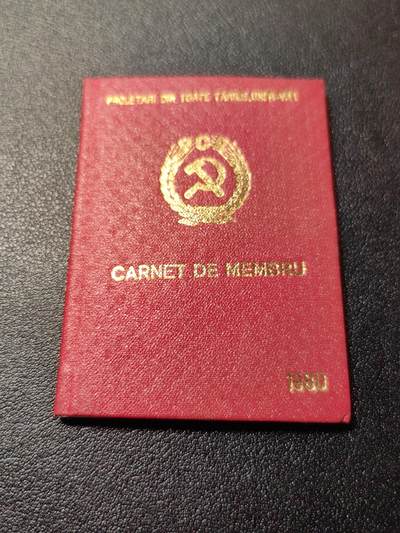 PROLETARI DIN TOATE ȚĂRILE, UNIȚI-VĂ!
CARNET DE MEMBRU
1980